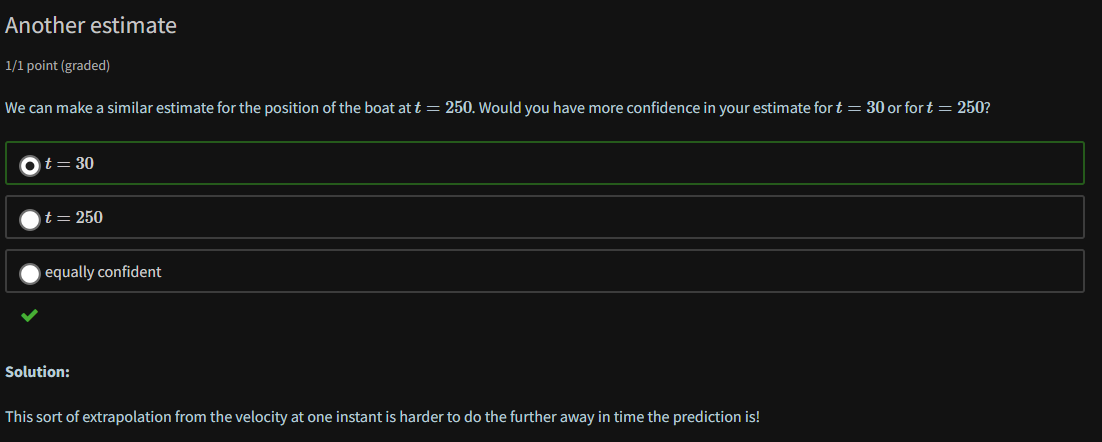 Another estimate
1/1 point (graded)
We can make a similar estimate for the position of the boat at t = 250. Would you have more confidence in your estimate for t = 30 or for t = 250?
t = 30
t = 250
equally confident
Solution:
This sort of extrapolation from the velocity at one instant is harder to do the further away in time the prediction is!